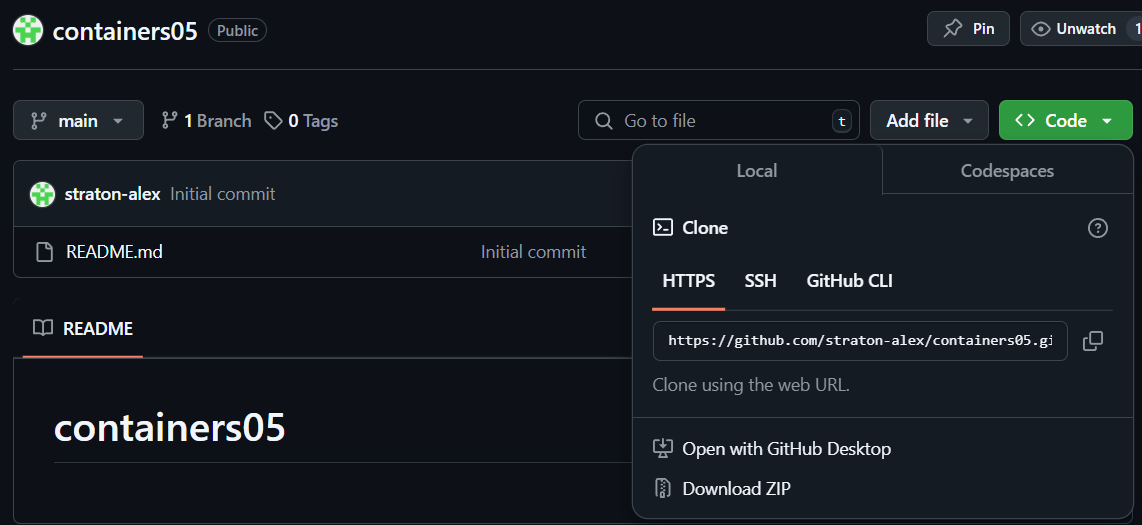 containers05 Public Pin Unwatch 1
main 1 Branch 0 Tags Go to file t Add file Code
straton-alex Initial commit
README.md Initial commit
README
containers05
Local Codespaces
Clone
HTTPS SSH GitHub CLI
https://github.com/straton-alex/containers05.gi
Clone using the web URL.
Open with GitHub Desktop
Download ZIP